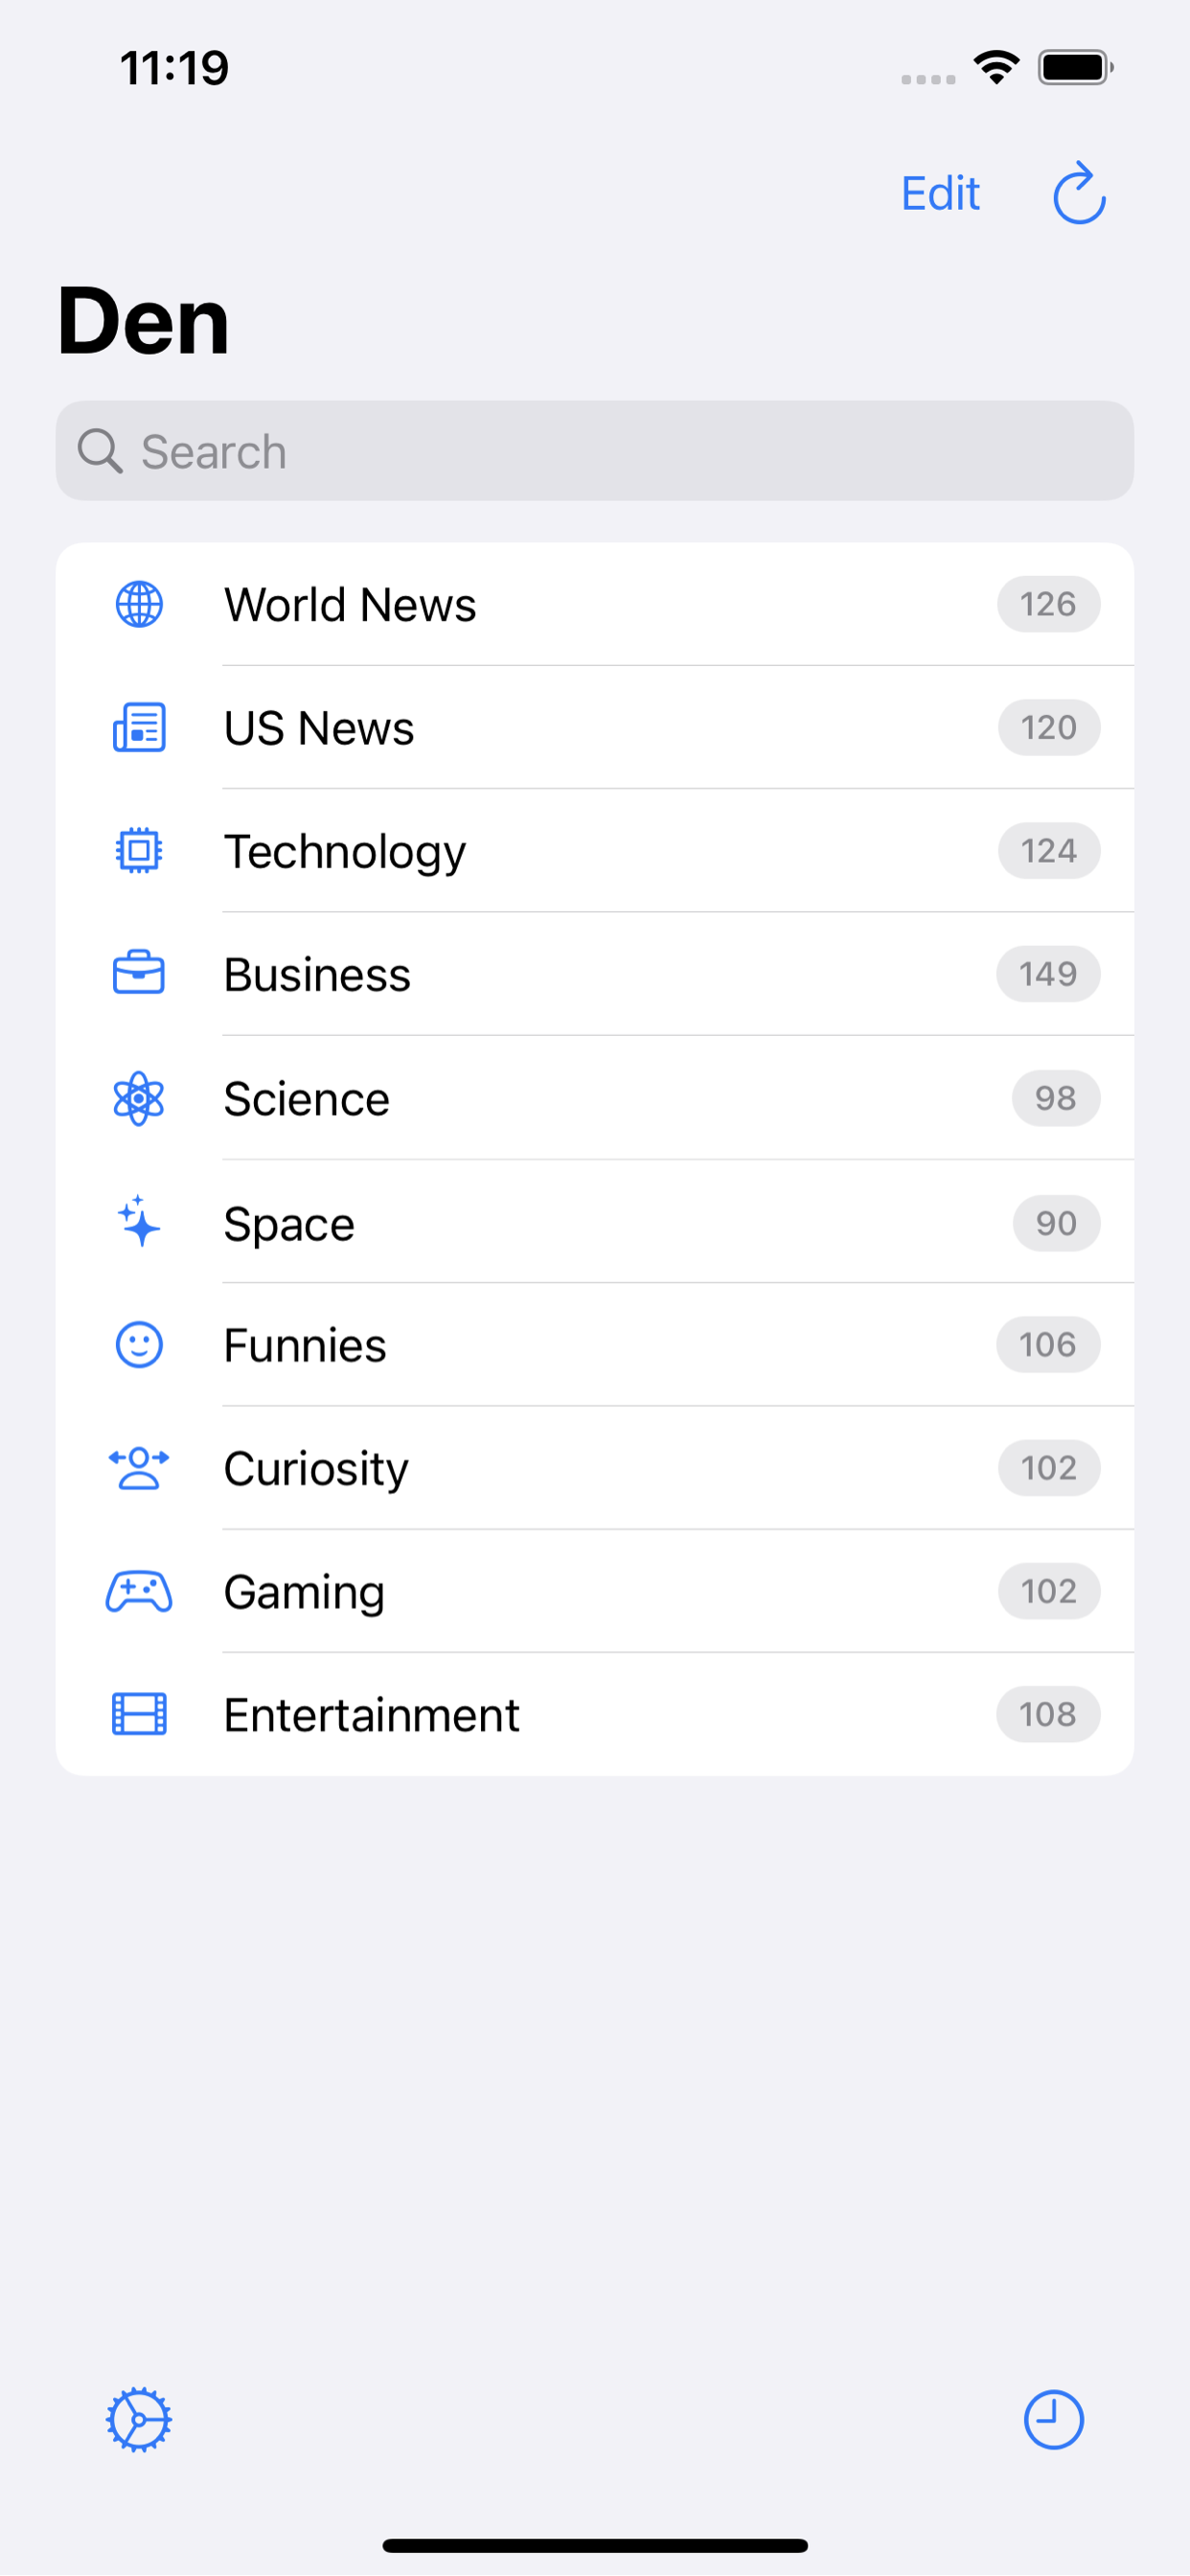 11:19
Edit
Den
Search
World News 126
US News 120
Technology 124
Business 149
Science 98
Space 90
Funnies 106
Curiosity 102
Gaming 102
Entertainment 108